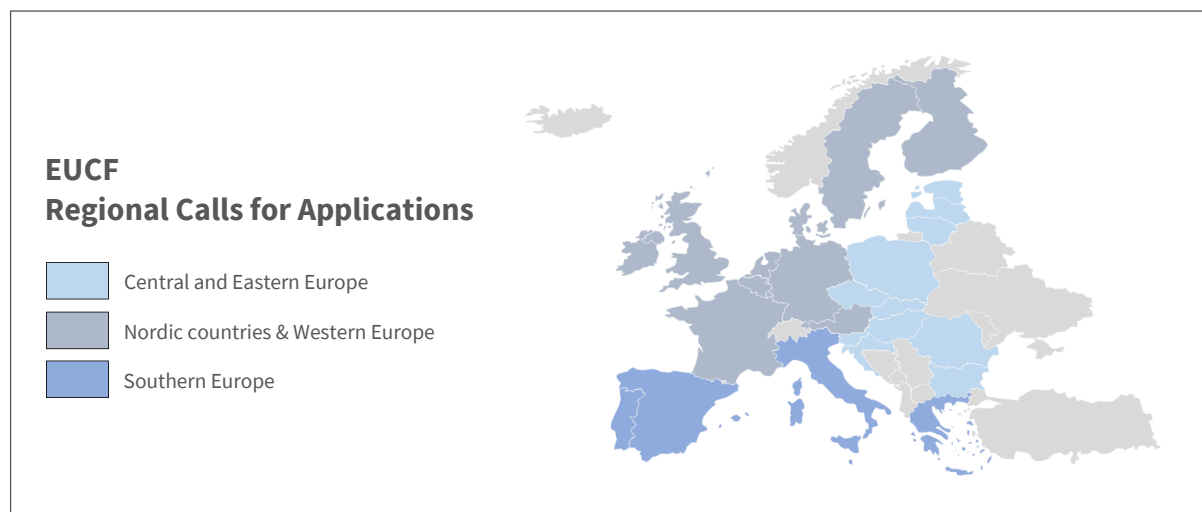 EUCF
Regional Calls for Applications
Central and Eastern Europe
Nordic countries & Western Europe
Southern Europe